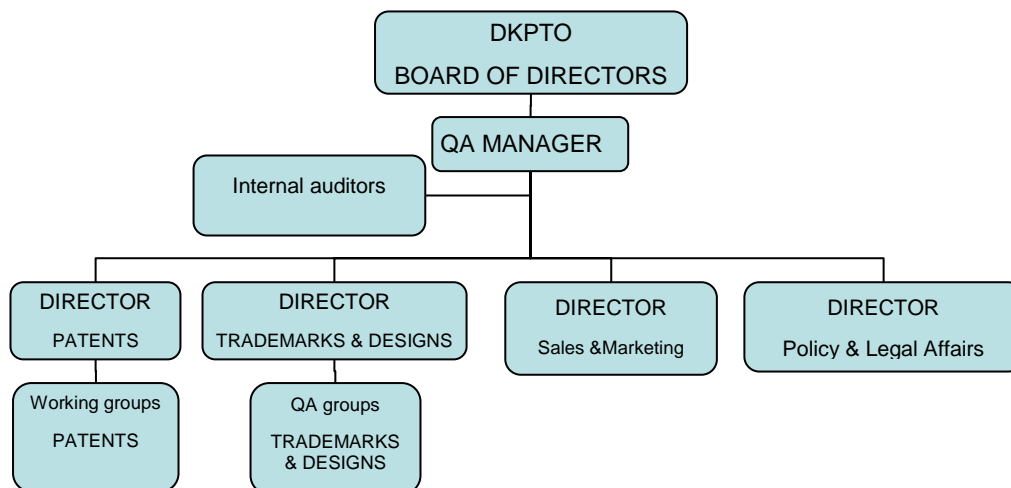 DKPTO
BOARD OF DIRECTORS
QA MANAGER
Internal auditors
DIRECTOR
PATENTS
DIRECTOR
TRADEMARKS & DESIGNS
DIRECTOR
Sales &Marketing
DIRECTOR
Policy & Legal Affairs
Working groups
PATENTS
QA groups
TRADEMARKS
& DESIGNS